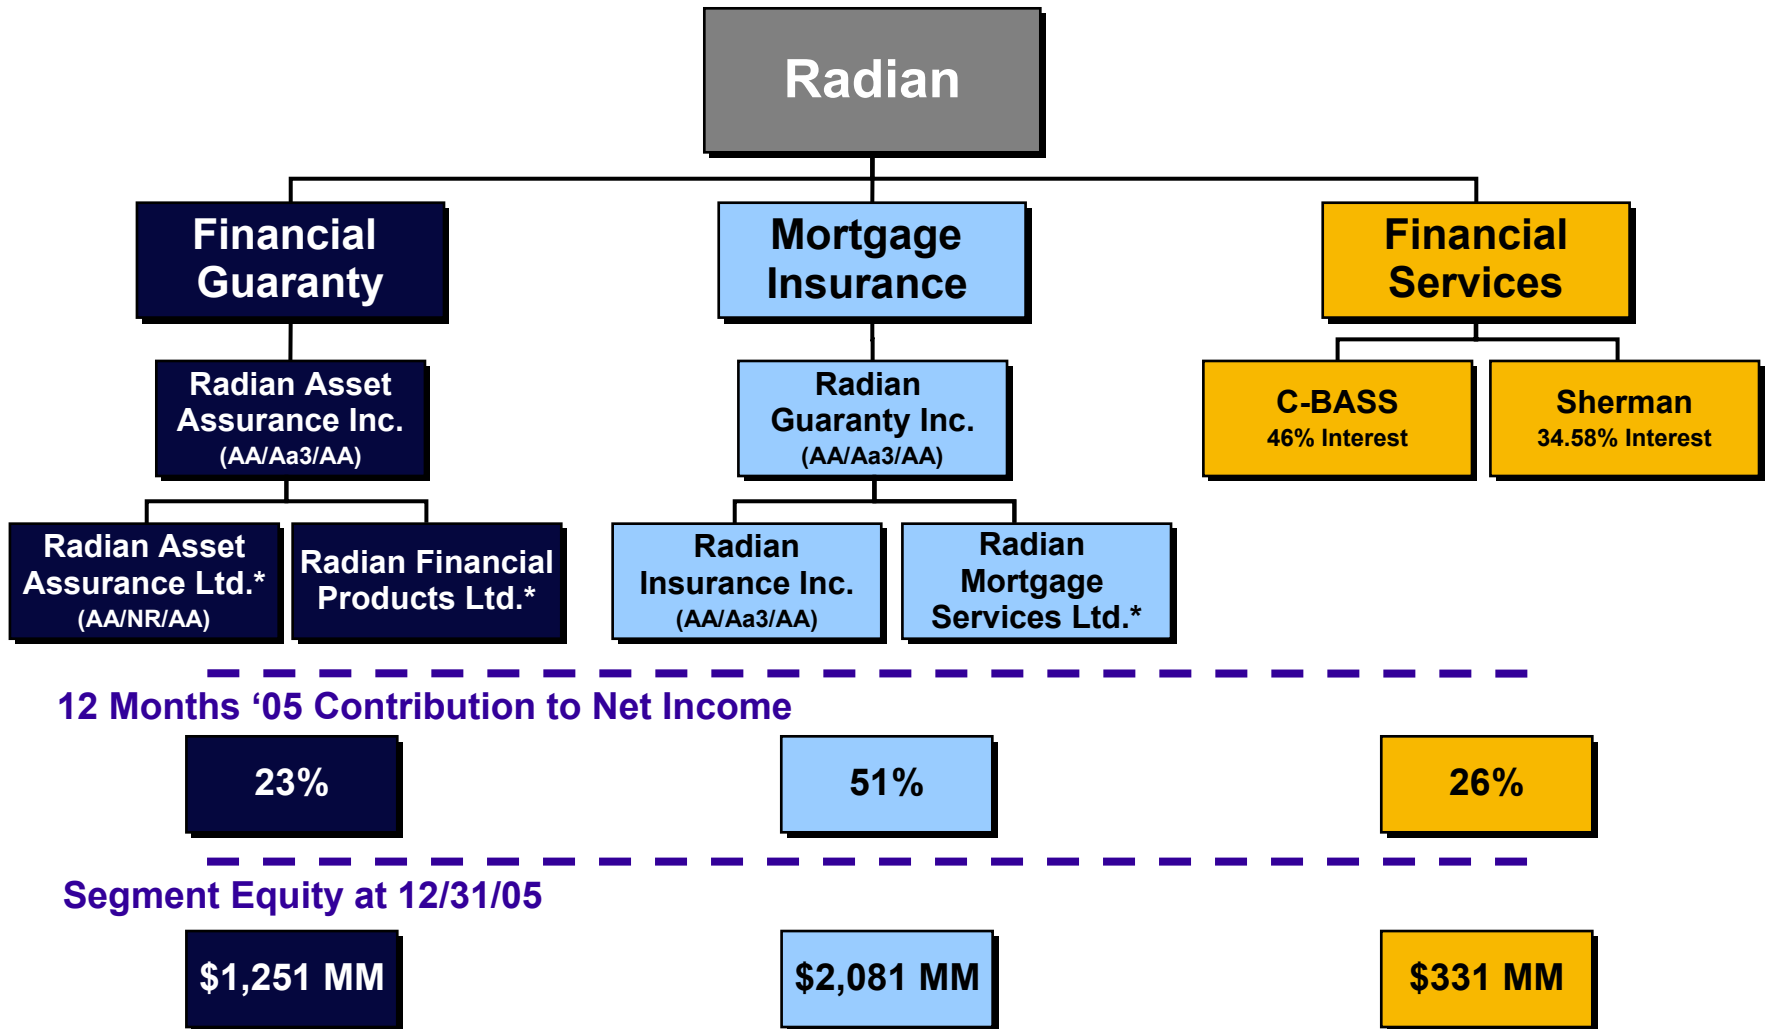 Radian
Financial
Guaranty
Mortgage
Insurance
Financial
Services
Radian Asset
Assurance Inc.
(AA/Aa3/AA)
Radian
Guaranty Inc.
(AA/Aa3/AA)
C-BASS
46% Interest
Sherman
34.58% Interest
Radian Asset
Assurance Ltd.*
(AA/NR/AA)
Radian Financial
Products Ltd.*
Radian
Insurance Inc.
(AA/Aa3/AA)
Radian
Mortgage
Services Ltd.*
12 Months ‘05 Contribution to Net Income
23%
51%
26%
Segment Equity at 12/31/05
$1,251 MM
$2,081 MM
$331 MM